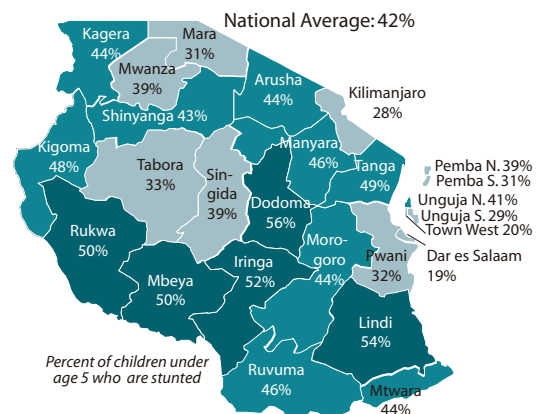 National Average: 42%
Kagera
44%
Mara
31%
Mwanza
39%
Arusha
44%
Kilimanjaro
28%
Shinyanga 43%
Kigoma
48%
Tabora
33%
Sin-
gida
39%
Manyara
46%
Tanga
49%
Pemba N. 39%
Pemba S. 31%
Unguja N. 41%
Unguja S. 29%
Town West 20%
Dar es Salaam
19%
Dodoma
56%
Rukwa
50%
Mbeya
50%
Iringa
52%
Moro-
goro
44%
Pwani
32%
Lindi
54%
Percent of children under
age 5 who are stunted
Ruvuma
46%
Mtwara
44%